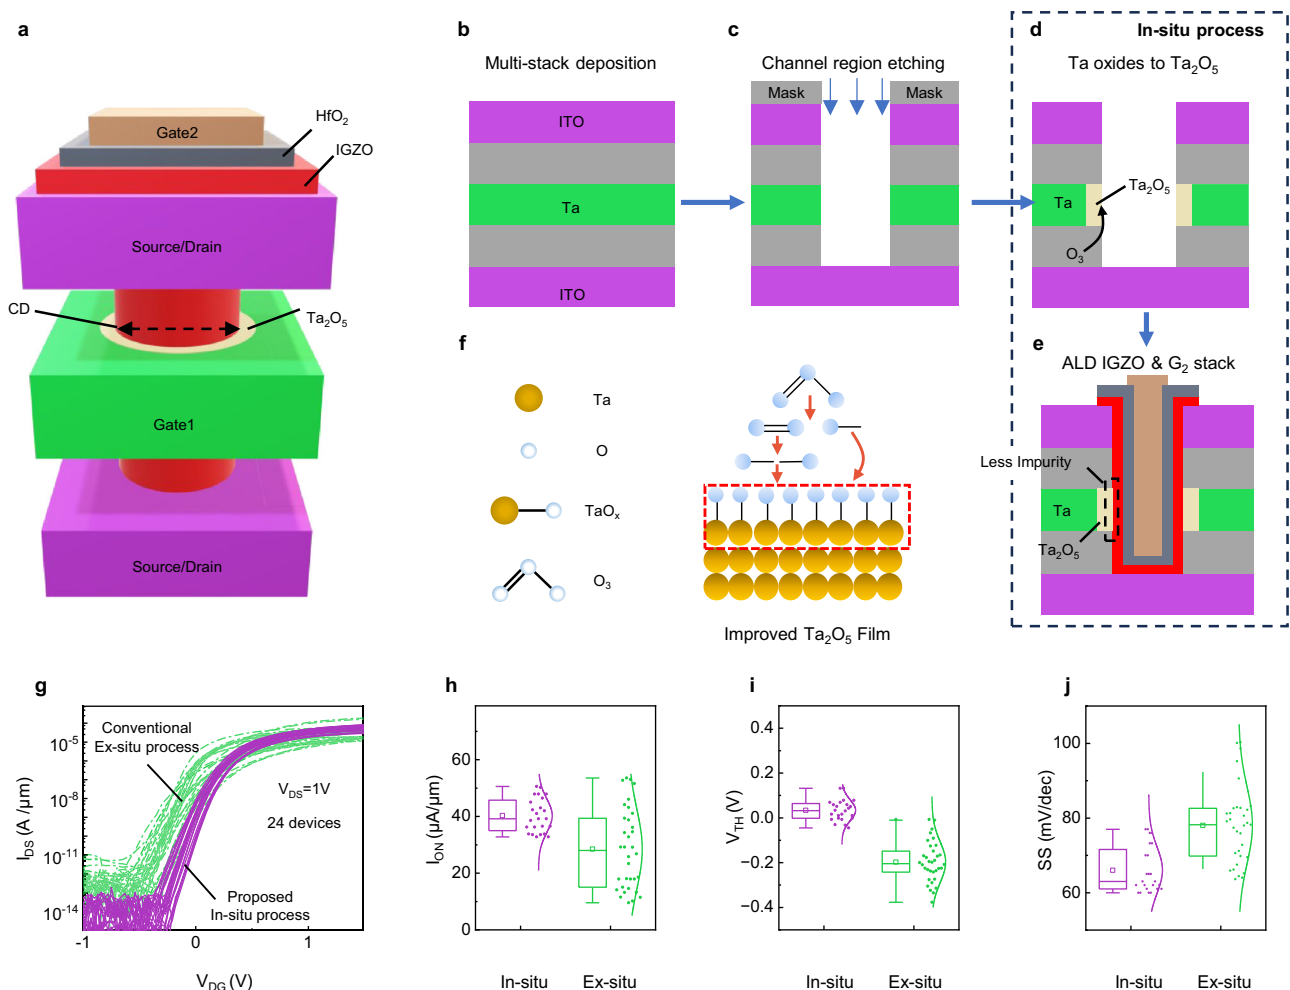 a
Gate2
HfO₂
IGZO
Source/Drain
CD
Ta₂O₅
Gate1
Source/Drain
b
Multi-stack deposition
ITO
Ta
ITO
c
Channel region etching
Mask
Mask
d
In-situ process
Ta oxides to Ta₂O₅
Ta
Ta₂O₅
O₃
e
ALD IGZO & G₂ stack
Less Impurity
Ta
Ta₂O₅
f
Ta
O
TaOₓ
O₃
Improved Ta₂O₅ Film
g
Conventional
Ex-situ process
V_DS=1V
24 devices
Proposed
In-situ process
I_DS (A /μm)
10⁻⁵
10⁻⁸
10⁻¹¹
10⁻¹⁴
-1
0
1
V_DG (V)
h
I_ON (μA/μm)
60
40
20
0
In-situ
Ex-situ
i
V_TH (V)
0.4
0.2
0.0
−0.2
−0.4
In-situ
Ex-situ
j
SS (mV/dec)
100
80
60
In-situ
Ex-situ